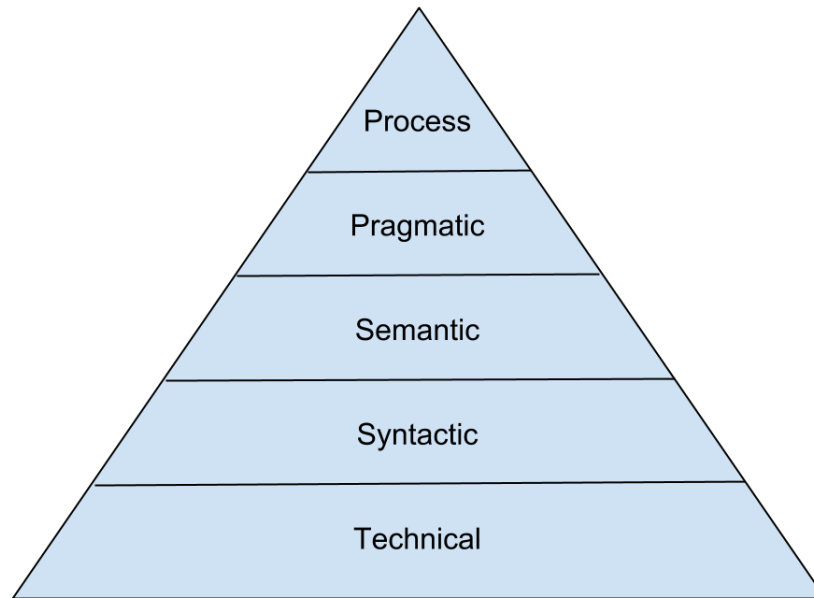 Process
Pragmatic
Semantic
Syntactic
Technical